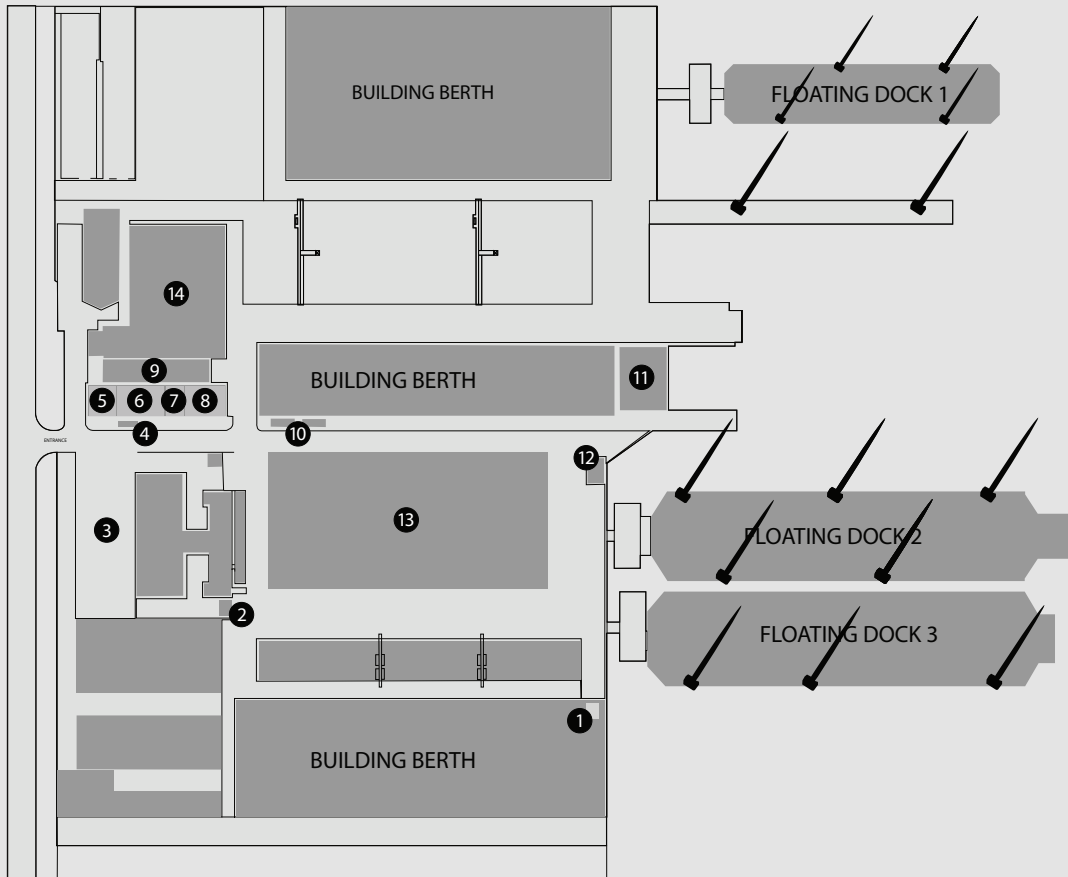 BUILDING BERTH
FLOATING DOCK 1
14
9
5
6
7
8
BUILDING BERTH
11
4
10
ENTRANCE
12
3
13
FLOATING DOCK 2
2
FLOATING DOCK 3
1
BUILDING BERTH